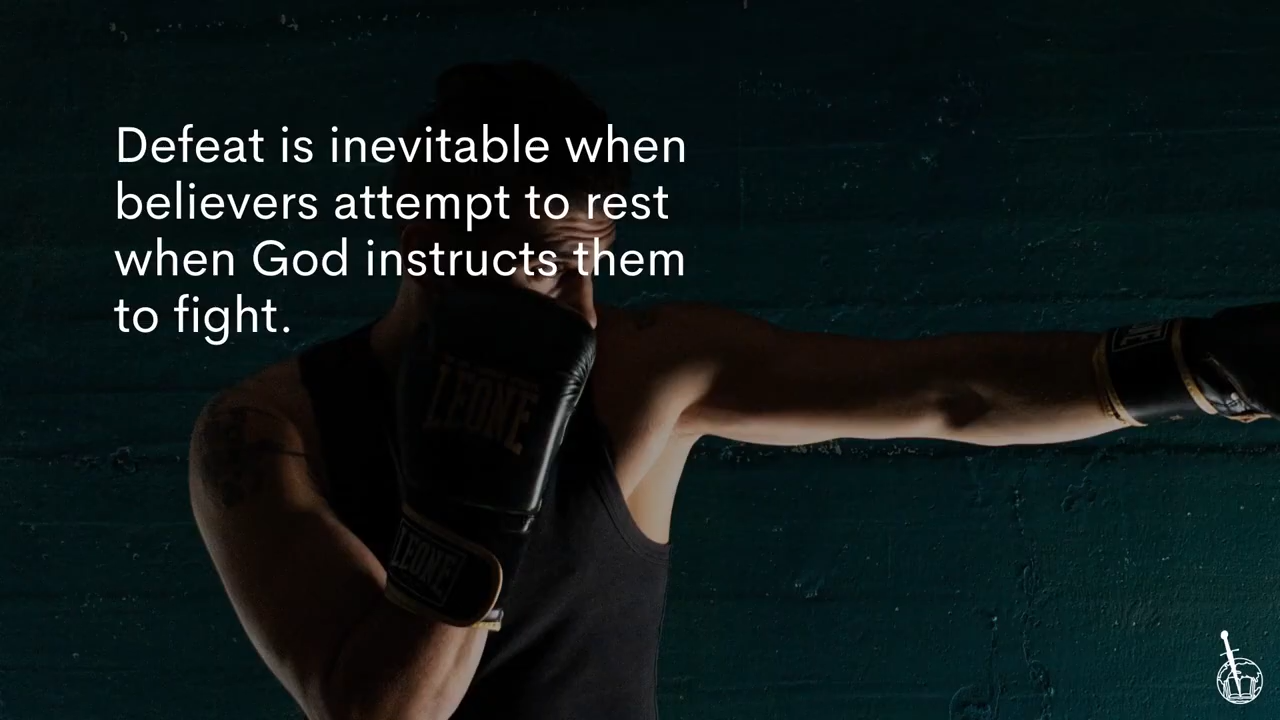 Defeat is inevitable when
believers attempt to rest
when God instructs them
to fight.
LEONE
LEONE